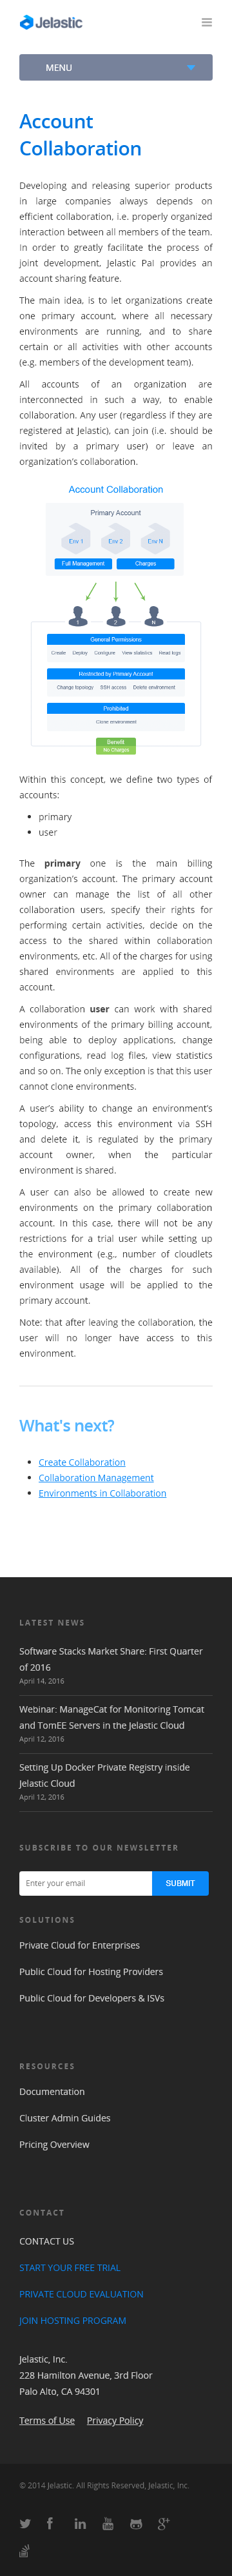 Jelastic
MENU
Account
Collaboration
Developing and releasing superior products
in large companies always depends on
efficient collaboration, i.e. properly organized
interaction between all members of the team.
In order to greatly facilitate the process of
joint development, Jelastic PaI provides an
account sharing feature.
The main idea, is to let organizations create
one primary account, where all necessary
environments are running, and to share
certain or all activities with other accounts
(e.g. members of the development team).
All accounts of an organization are
interconnected in such a way, to enable
collaboration. Any user (regardless if they are
registered at Jelastic), can join (i.e. should be
invited by a primary user) or leave an
organization's collaboration.
Account Collaboration
Primary Account
Env 1 Env 2 Env N
Full Management Charges
1 2 N
General Permissions
Create Deploy Configure View statistics Read logs
Restricted by Primary Account
Change topology SSH access Delete environment
Prohibited
Clone environment
Benefit
No Charges
Within this concept, we define two types of
accounts:
• primary
• user
The primary one is the main billing
organization's account. The primary account
owner can manage the list of all other
collaboration users, specify their rights for
performing certain activities, decide on the
access to the shared within collaboration
environments, etc. All of the charges for using
shared environments are applied to this
account.
A collaboration user can work with shared
environments of the primary billing account,
being able to deploy applications, change
configurations, read log files, view statistics
and so on. The only exception is that this user
cannot clone environments.
A user's ability to change an environment's
topology, access this environment via SSH
and delete it, is regulated by the primary
account owner, when the particular
environment is shared.
A user can also be allowed to create new
environments on the primary collaboration
account. In this case, there will not be any
restrictions for a trial user while setting up
the environment (e.g., number of cloudlets
available). All of the charges for such
environment usage will be applied to the
primary account.
Note: that after leaving the collaboration, the
user will no longer have access to this
environment.
What's next?
• Create Collaboration
• Collaboration Management
• Environments in Collaboration
LATEST NEWS
Software Stacks Market Share: First Quarter
of 2016
April 14, 2016
Webinar: ManageCat for Monitoring Tomcat
and TomEE Servers in the Jelastic Cloud
April 12, 2016
Setting Up Docker Private Registry inside
Jelastic Cloud
April 12, 2016
SUBSCRIBE TO OUR NEWSLETTER
Enter your email SUBMIT
SOLUTIONS
Private Cloud for Enterprises
Public Cloud for Hosting Providers
Public Cloud for Developers & ISVs
RESOURCES
Documentation
Cluster Admin Guides
Pricing Overview
CONTACT
CONTACT US
START YOUR FREE TRIAL
PRIVATE CLOUD EVALUATION
JOIN HOSTING PROGRAM
Jelastic, Inc.
228 Hamilton Avenue, 3rd Floor
Palo Alto, CA 94301
Terms of Use Privacy Policy
© 2014 Jelastic. All Rights Reserved, Jelastic, Inc.